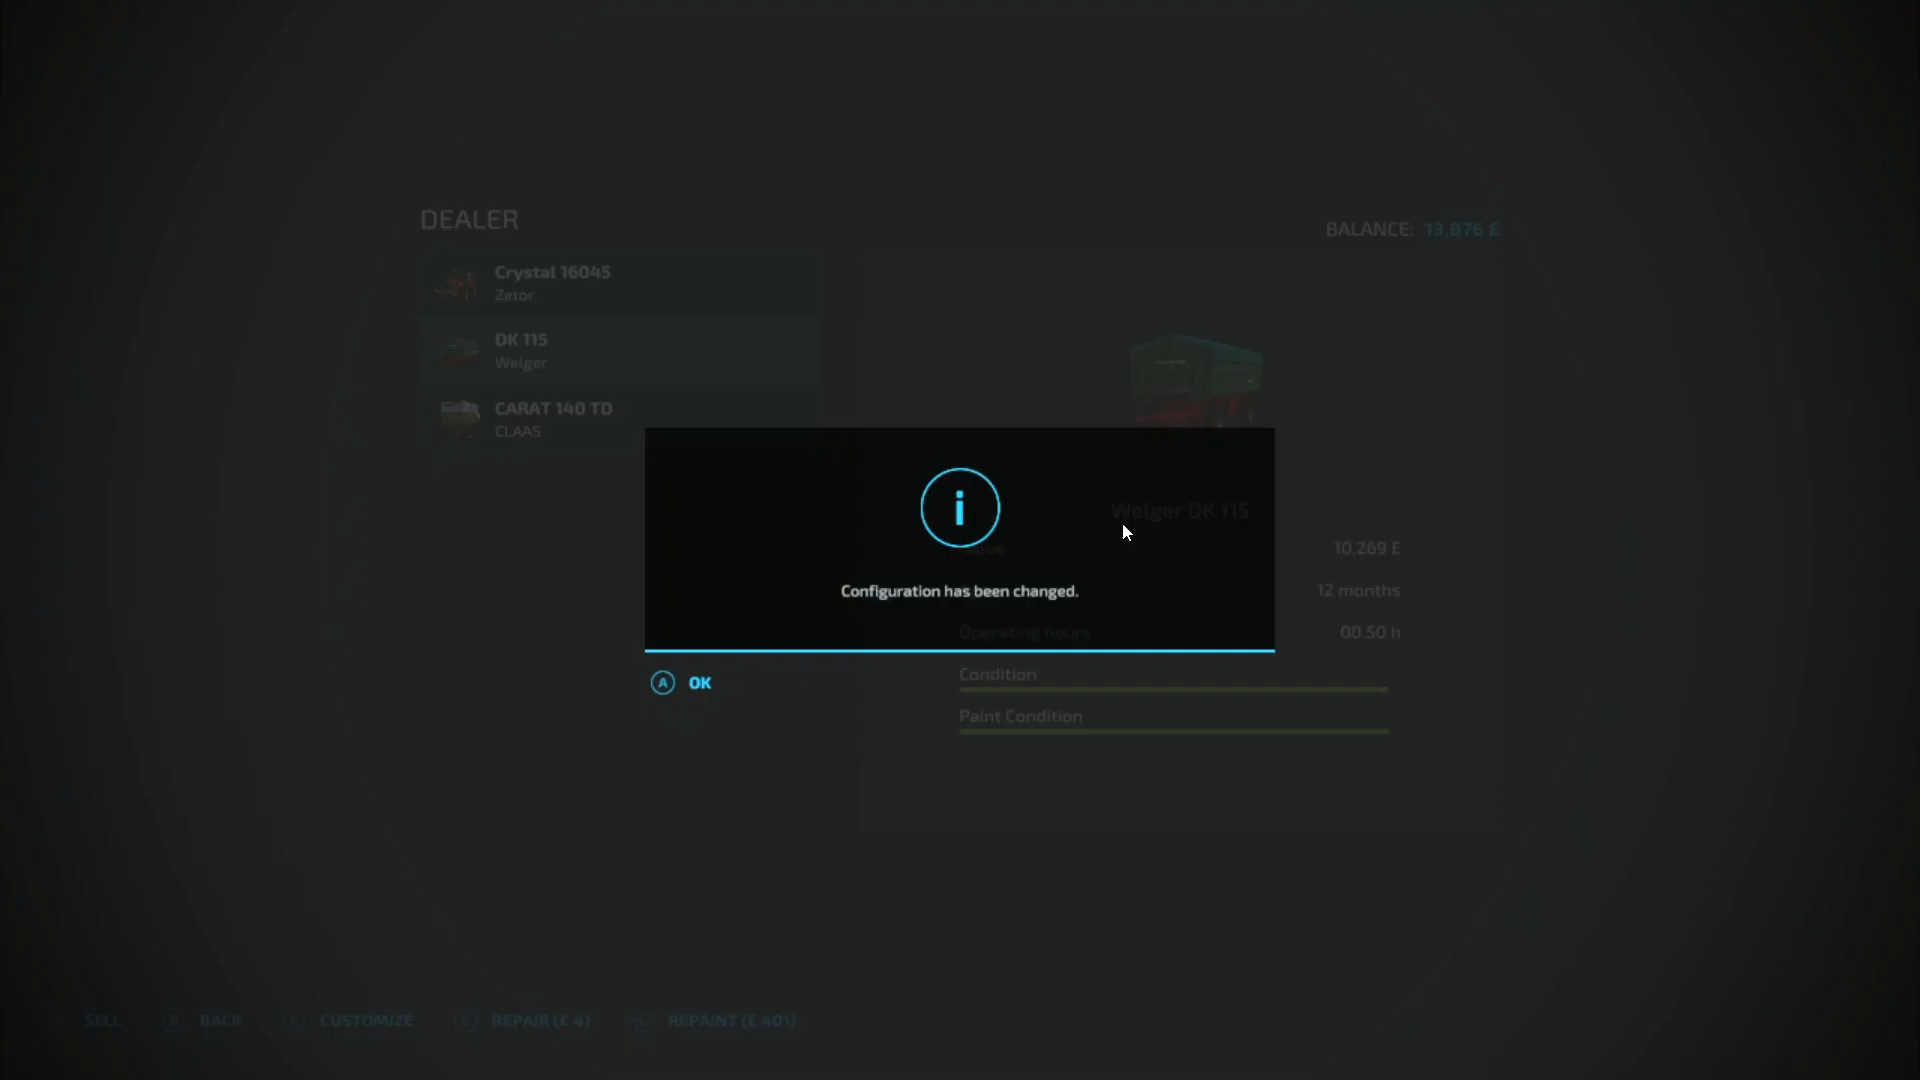 DEALER
BALANCE: 13,876 £
Crystal 16045
Zetor
DK 115
Welger
CARAT 140 TD
CLAAS
i
Welger DK 115
10,269 £
Configuration has been changed.
12 months
Operating hours 00.50 h
A OK
Condition
Paint Condition
SELL BACK CUSTOMIZE REPAIR (£ 4) REPAINT (£ 401)